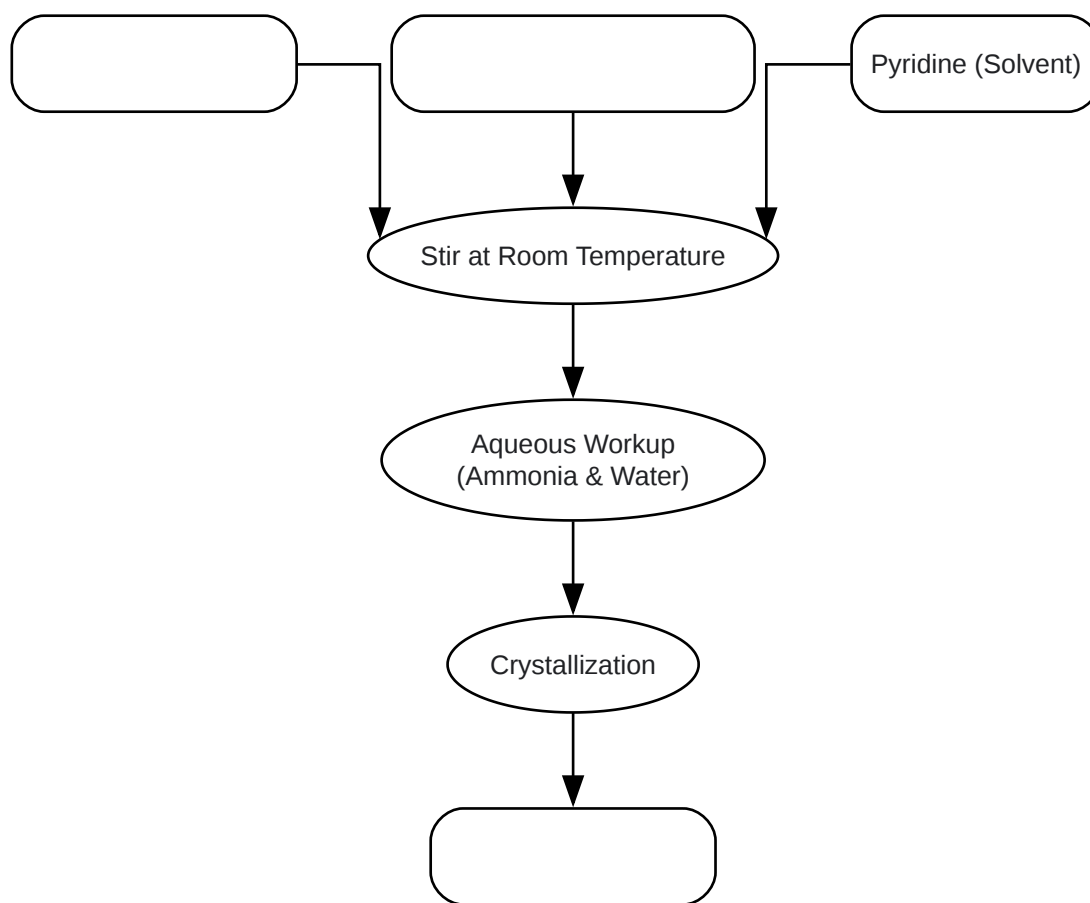 Pyridine (Solvent)
Stir at Room Temperature
Aqueous Workup
(Ammonia & Water)
Crystallization